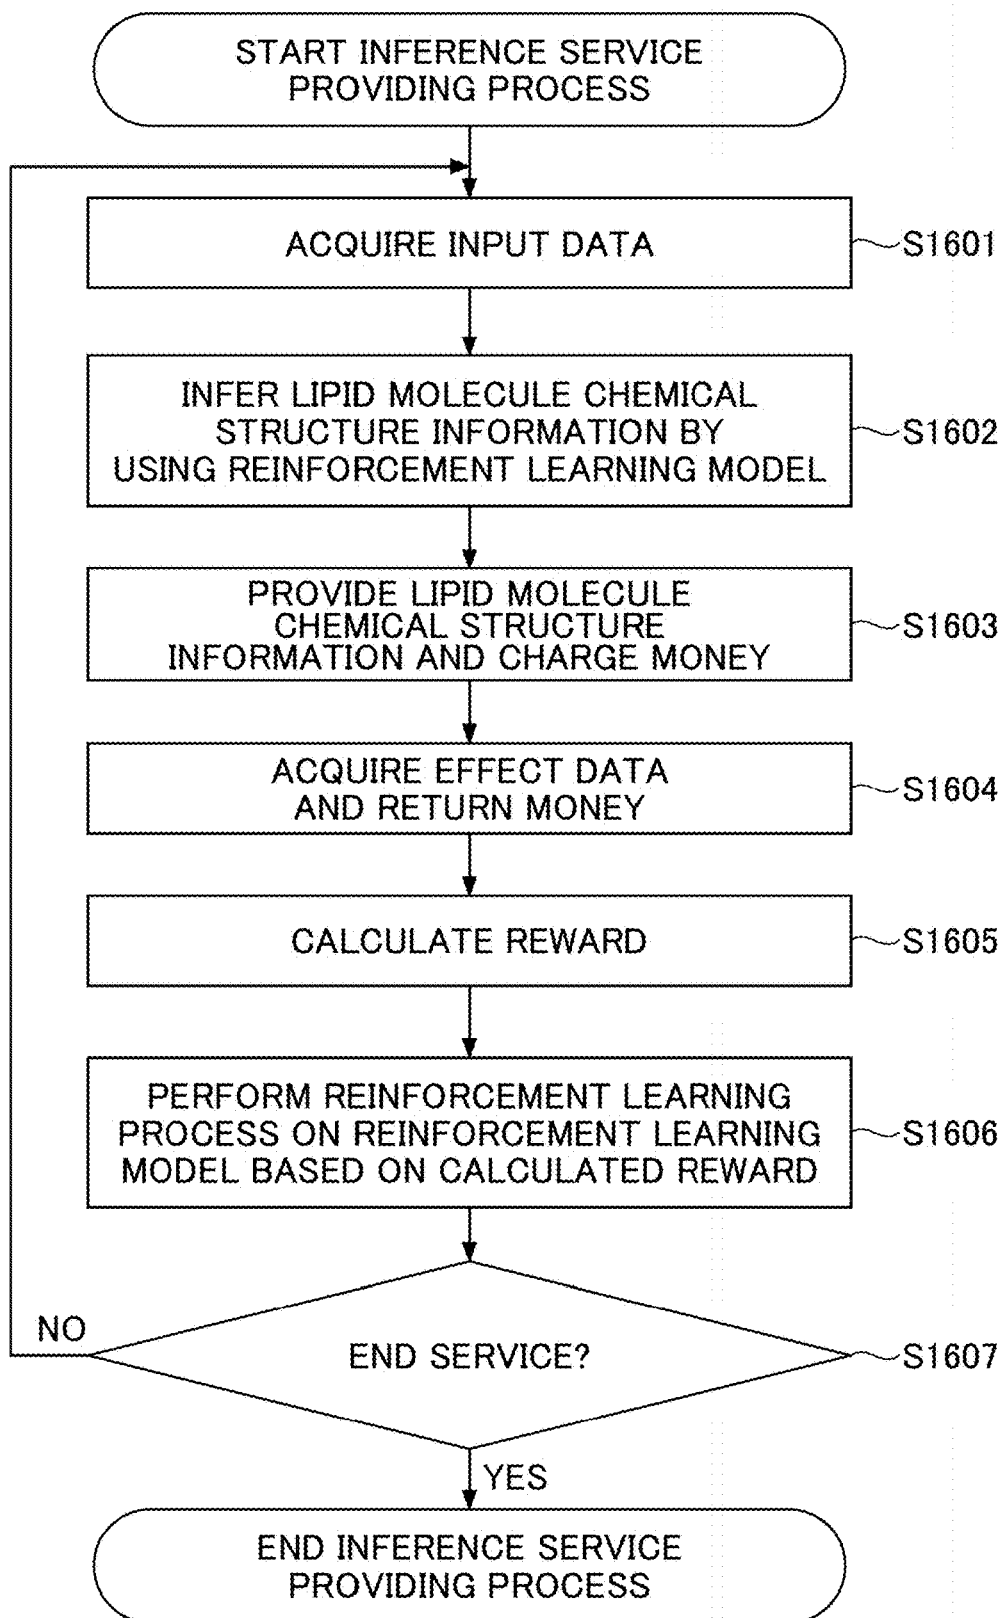 START INFERENCE SERVICE
PROVIDING PROCESS
ACQUIRE INPUT DATA
S1601
INFER LIPID MOLECULE CHEMICAL
STRUCTURE INFORMATION BY
USING REINFORCEMENT LEARNING MODEL
S1602
PROVIDE LIPID MOLECULE
CHEMICAL STRUCTURE
INFORMATION AND CHARGE MONEY
S1603
ACQUIRE EFFECT DATA
AND RETURN MONEY
S1604
CALCULATE REWARD
S1605
PERFORM REINFORCEMENT LEARNING
PROCESS ON REINFORCEMENT LEARNING
MODEL BASED ON CALCULATED REWARD
S1606
NO
END SERVICE?
S1607
YES
END INFERENCE SERVICE
PROVIDING PROCESS